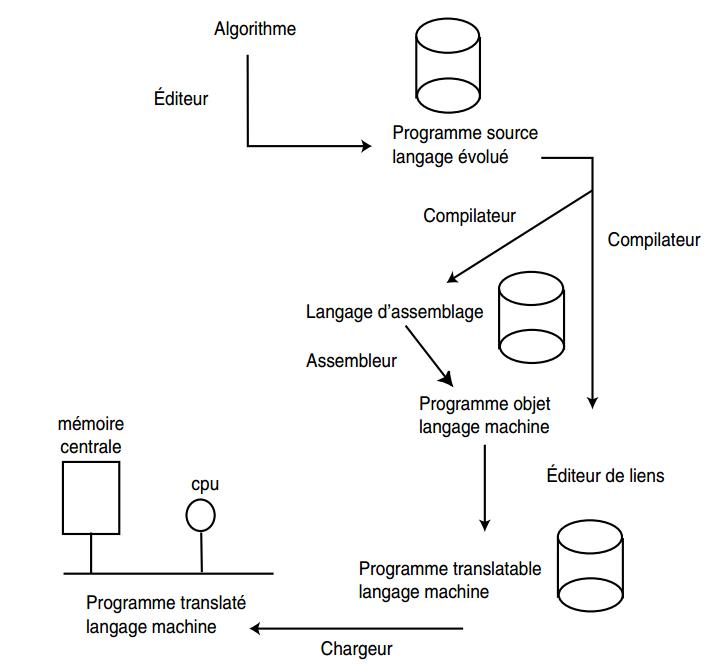 Algorithme
Éditeur
Programme source
langage évolué
Compilateur
Compilateur
Langage d'assemblage
Assembleur
Programme objet
langage machine
mémoire
centrale
cpu
Éditeur de liens
Programme translatable
langage machine
Programme translaté
langage machine
Chargeur